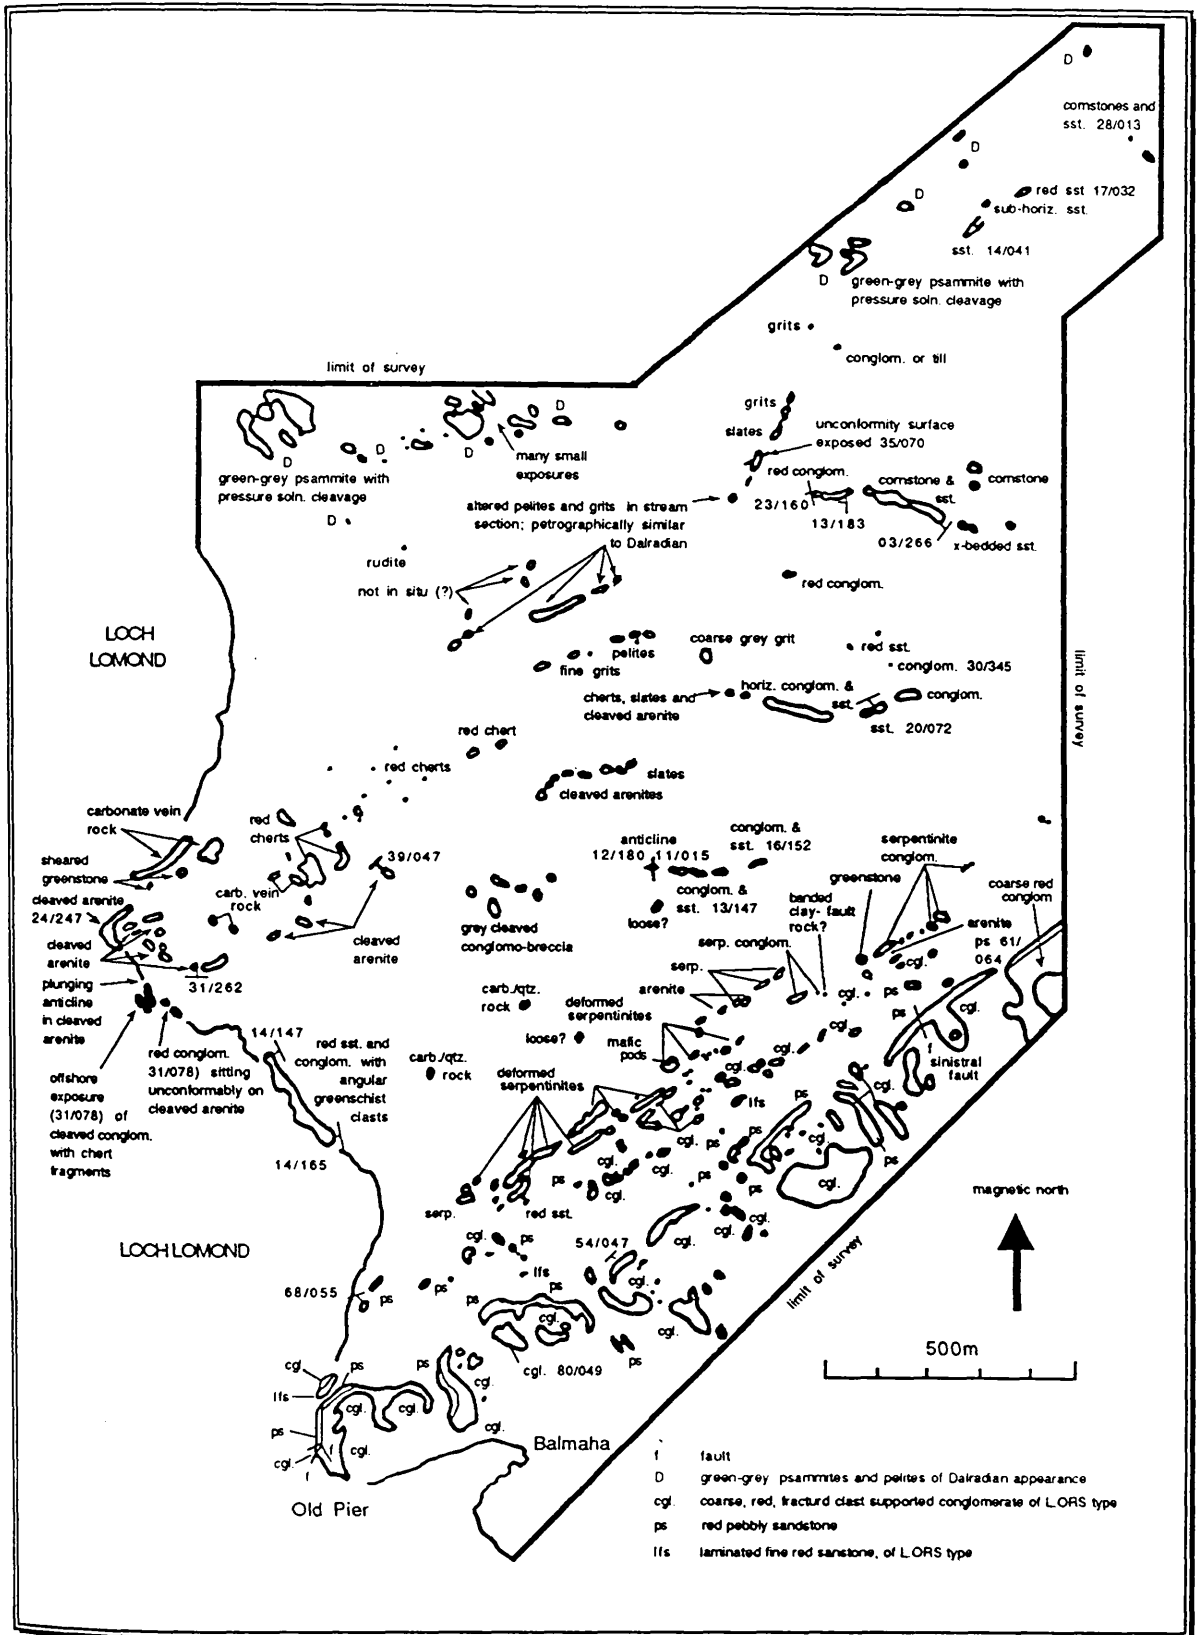 D
cornstones and
sst. 28/013
D
red sst 17/032
D
sub-horiz. sst.
sst. 14/041
D
green-grey psammite with
pressure soln. cleavage
grits
conglom. or till
limit of survey
D
grits
slates
unconformity surface
exposed 35/070
D
D
D
many small
exposures
green-grey psammite with
pressure soln. cleavage
red conglom.
cornstone &
sst.
cornstone
23/160
13/183
03/266
x-bedded sst.
D
altered pelites and grits in stream
section; petrographically similar
to Dalradian
rudite
not in situ (?)
red conglom.
LOCH
LOMOND
pelites
coarse grey grit
red sst.
fine grits
conglom. 30/345
limit of survey
cherts, slates and
cleaved arenite
horiz. conglom. &
sst.
conglom.
sst. 20/072
red chert
red cherts
slates
cleaved arenites
carbonate vein
rock
red
cherts
39/047
anticline
12/180
11/015
conglom. &
sst. 16/152
serpentinite
conglom.
sheared
greenstone
greenstone
coarse red
conglom
cleaved arenite
24/247
carb. vein
rock
conglom. &
sst. 13/147
banded
clay- fault
rock?
loose?
grey cleaved
conglomo-breccia
cleaved
arenite
arenite
ps 61/
064
cleaved
arenite
serp. conglom.
cgl.
31/262
serp.
arenite
cgl.
ps
plunging
anticline
in cleaved
arenite
carb./qtz.
rock
deformed
serpentinites
ps
14/147
loose?
mafic
pods
f
sinistral
fault
red conglom.
31/078) sitting
unconformably on
cleaved arenite
red sst. and
conglom. with
angular
greenschist
clasts
carb./qtz.
rock
deformed
serpentinites
cgl.
cgl.
cgl.
offshore
exposure
(31/078) of
cleaved conglom.
with chert
fragments
lfs
cgl.
ps
14/165
cgl.
cgl.
ps
ps
cgl.
ps
cgl.
ps
magnetic north
serp.
red sst.
cgl.
LOCH LOMOND
cgl.
ps
54/047
cgl.
limit of survey
lfs
68/055
ps
ps
ps
ps
cgl.
cgl.
cgl.
500m
cgl. 80/049
ps
cgl.
ps
ps
lfs
cgl.
cgl.
cgl.
ps
cgl.
cgl.
cgl.
f
f
Balmaha
Old Pier
f fault
D green-grey psammites and pelites of Dalradian appearance
cgl. coarse, red, fracturd clast supported conglomerate of LORS type
ps red pebbly sandstone
lfs laminated fine red sanstone, of LORS type